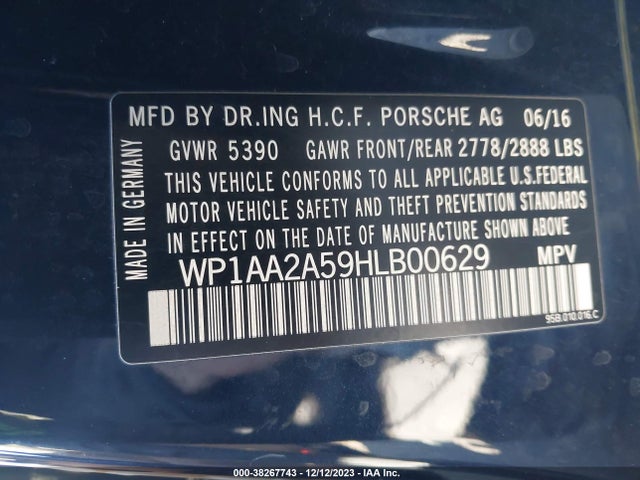 MFD BY DR.ING H.C.F. PORSCHE AG 06/16
GVWR 5390 GAWR FRONT/REAR 2778/2888 LBS
THIS VEHICLE CONFORMS TO ALL APPLICABLE U.S.FEDERAL
MOTOR VEHICLE SAFETY AND THEFT PREVENTION STANDARDS
IN EFFECT ON THE DATE OF MANUFACTURE SHOWN ABOVE
WP1AA2A59HLB00629 MPV
MADE IN GERMANY
95B.010.016.C
000-38267743 - 12/12/2023 - IAA Inc.